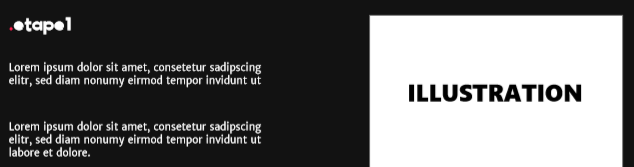 .etape1
Lorem ipsum dolor sit amet, consetetur sadipscing
elitr, sed diam nonumy eirmod tempor invidunt ut
Lorem ipsum dolor sit amet, consetetur sadipscing
elitr, sed diam nonumy eirmod tempor invidunt ut
labore et dolore.
ILLUSTRATION